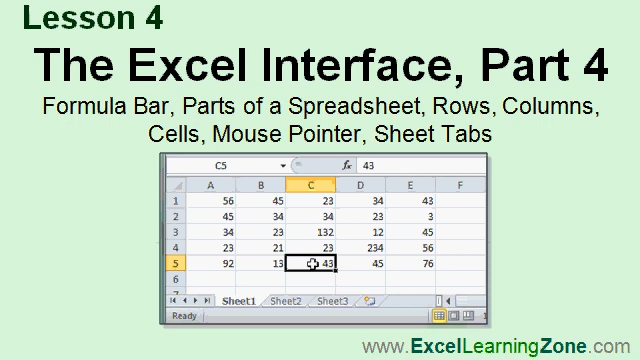 Lesson 4
The Excel Interface, Part 4
Formula Bar, Parts of a Spreadsheet, Rows, Columns,
Cells, Mouse Pointer, Sheet Tabs
C5 fx 43
A B C D E F
1 56 45 23 34 43
2 45 34 34 23 3
3 34 23 132 12 45
4 23 21 23 234 56
5 92 13 43 45 76
6
Sheet1 Sheet2 Sheet3
Ready
www.ExcelLearningZone.com